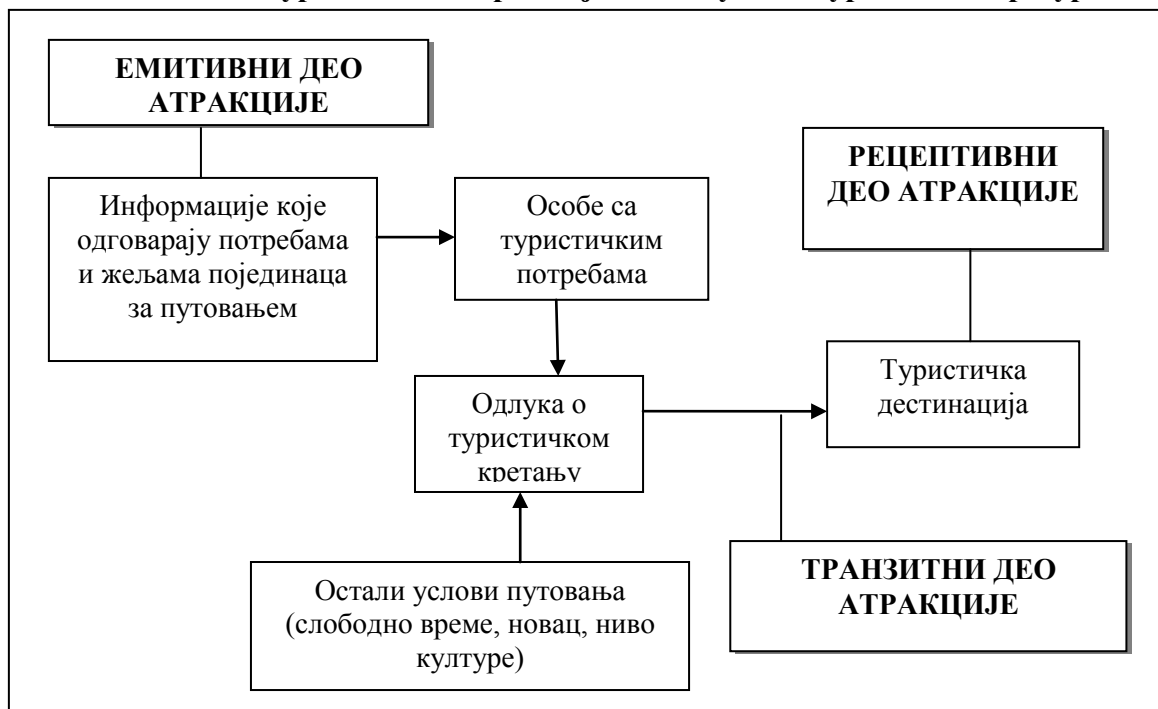 ЕМИТИВНИ ДЕО
АТРАКЦИЈЕ
РЕЦЕПТИВНИ
ДЕО АТРАКЦИЈЕ
Информације које
одговарају потребама
и жељама појединаца
за путовањем
Особе са
туристичким
потребама
Одлука о
туристичком
кретању
Туристичка
дестинација
Остали услови путовања
(слободно време, новац, ниво
културе)
ТРАНЗИТНИ ДЕО
АТРАКЦИЈЕ